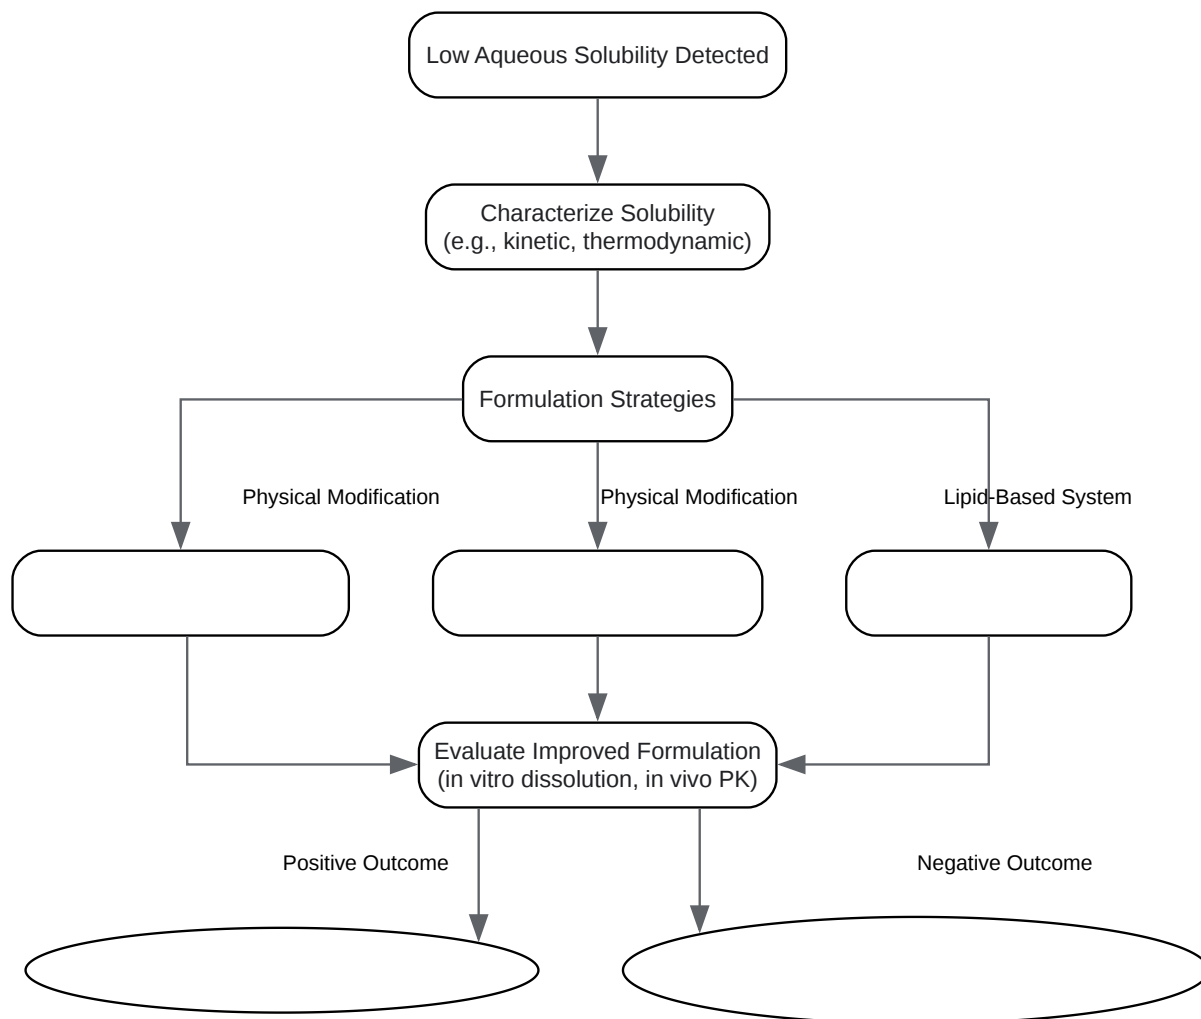 Low Aqueous Solubility Detected
Characterize Solubility
(e.g., kinetic, thermodynamic)
Formulation Strategies
Physical Modification
Physical Modification
Lipid-Based System
Evaluate Improved Formulation
(in vitro dissolution, in vivo PK)
Positive Outcome
Negative Outcome